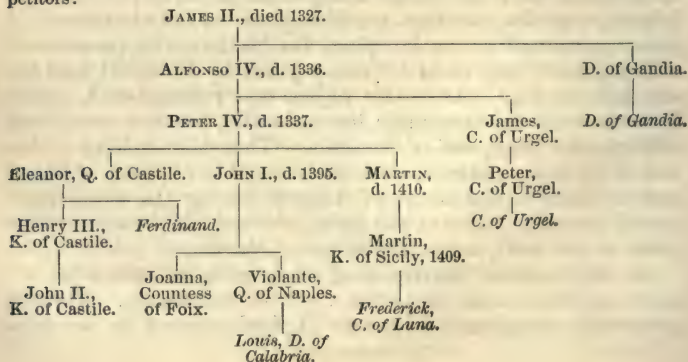 petitors:
JAMES II., died 1327.
ALFONSO IV., d. 1336.
D. of Gandia.
PETER IV., d. 1337.
James,
C. of Urgel.
D. of Gandia.
Eleanor, Q. of Castile.
JOHN I., d. 1395.
MARTIN,
d. 1410.
Peter,
C. of Urgel.
Henry III.,
K. of Castile.
Ferdinand.
C. of Urgel.
Martin,
K. of Sicily, 1409.
John II.,
K. of Castile.
Joanna,
Countess
of Foix.
Violante,
Q. of Naples.
Frederick,
C. of Luna.
Louis, D. of
Calabria.